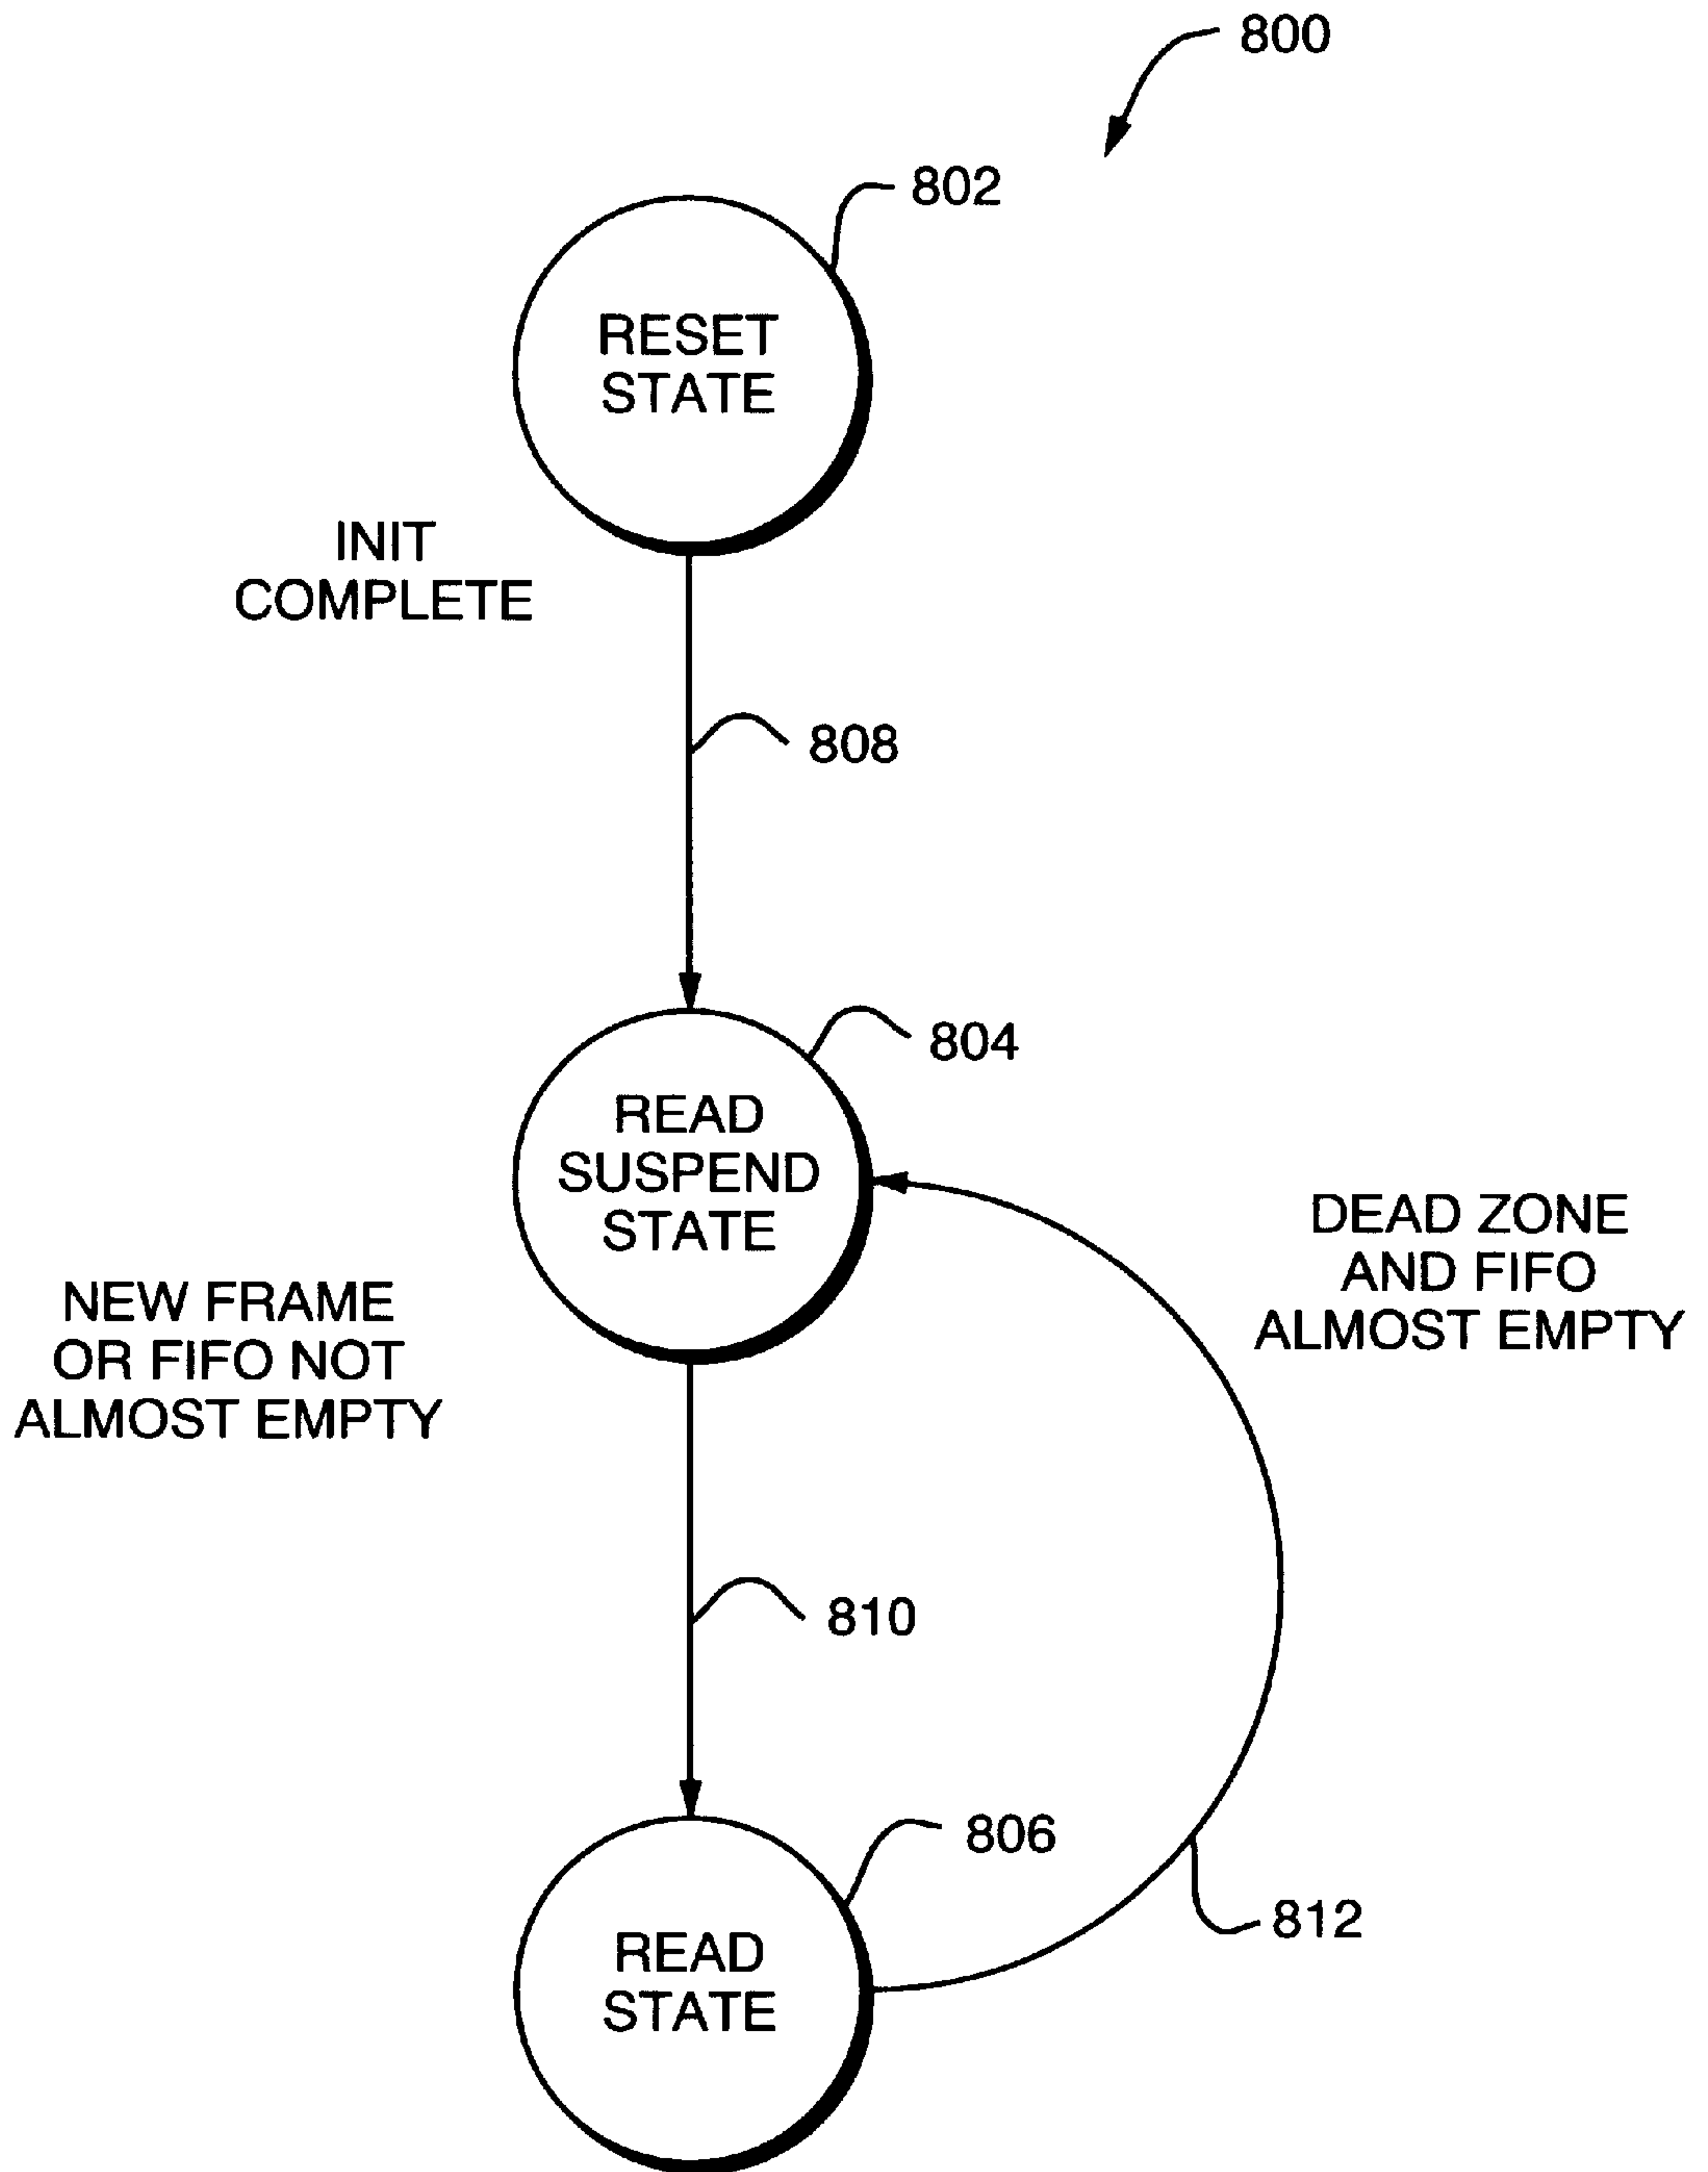 800
802
RESET
STATE
INIT
COMPLETE
808
804
READ
SUSPEND
STATE
DEAD ZONE
AND FIFO
ALMOST EMPTY
NEW FRAME
OR FIFO NOT
ALMOST EMPTY
810
806
812
READ
STATE